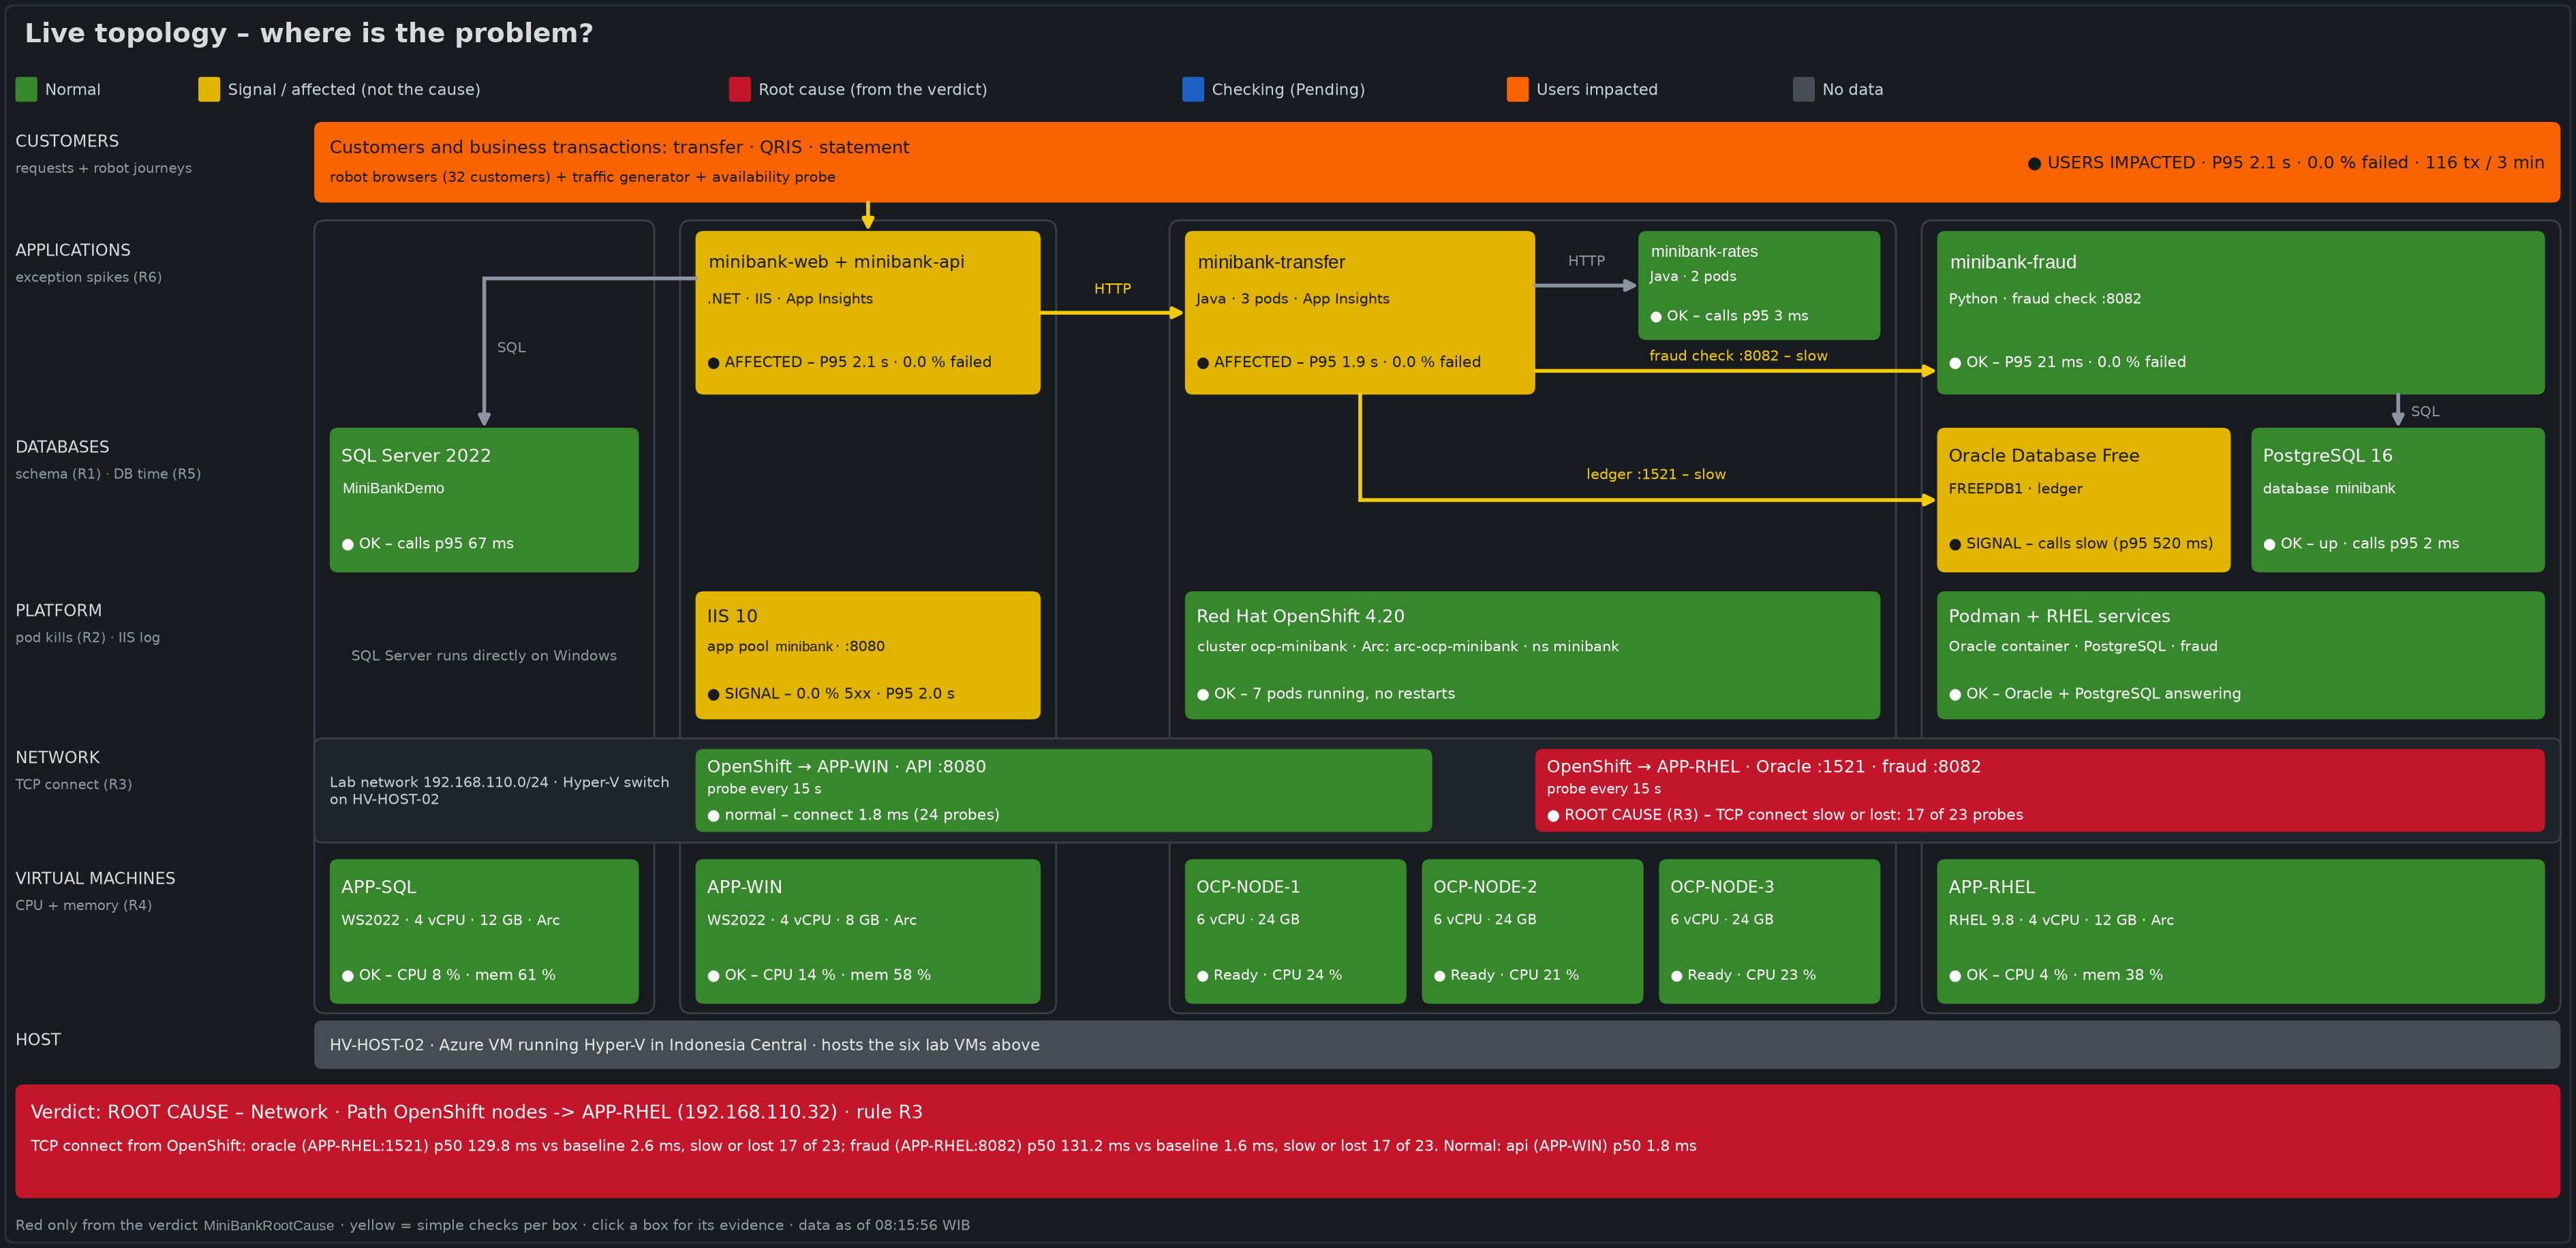 Live topology – where is the problem?
Normal
Signal / affected (not the cause)
Root cause (from the verdict)
Checking (Pending)
Users impacted
No data
CUSTOMERS
requests + robot journeys
Customers and business transactions: transfer · QRIS · statement
robot browsers (32 customers) + traffic generator + availability probe
● USERS IMPACTED · P95 2.1 s · 0.0 % failed · 116 tx / 3 min
APPLICATIONS
exception spikes (R6)
minibank-web + minibank-api
.NET · IIS · App Insights
● AFFECTED – P95 2.1 s · 0.0 % failed
HTTP
minibank-transfer
Java · 3 pods · App Insights
● AFFECTED – P95 1.9 s · 0.0 % failed
HTTP
minibank-rates
Java · 2 pods
● OK – calls p95 3 ms
fraud check :8082 – slow
minibank-fraud
Python · fraud check :8082
● OK – P95 21 ms · 0.0 % failed
SQL
SQL
DATABASES
schema (R1) · DB time (R5)
SQL Server 2022
MiniBankDemo
● OK – calls p95 67 ms
ledger :1521 – slow
Oracle Database Free
FREEPDB1 · ledger
● SIGNAL – calls slow (p95 520 ms)
PostgreSQL 16
database minibank
● OK – up · calls p95 2 ms
PLATFORM
pod kills (R2) · IIS log
SQL Server runs directly on Windows
IIS 10
app pool minibank · :8080
● SIGNAL – 0.0 % 5xx · P95 2.0 s
Red Hat OpenShift 4.20
cluster ocp-minibank · Arc: arc-ocp-minibank · ns minibank
● OK – 7 pods running, no restarts
Podman + RHEL services
Oracle container · PostgreSQL · fraud
● OK – Oracle + PostgreSQL answering
NETWORK
TCP connect (R3)
Lab network 192.168.110.0/24 · Hyper-V switch
on HV-HOST-02
OpenShift → APP-WIN · API :8080
probe every 15 s
● normal – connect 1.8 ms (24 probes)
OpenShift → APP-RHEL · Oracle :1521 · fraud :8082
probe every 15 s
● ROOT CAUSE (R3) – TCP connect slow or lost: 17 of 23 probes
VIRTUAL MACHINES
CPU + memory (R4)
APP-SQL
WS2022 · 4 vCPU · 12 GB · Arc
● OK – CPU 8 % · mem 61 %
APP-WIN
WS2022 · 4 vCPU · 8 GB · Arc
● OK – CPU 14 % · mem 58 %
OCP-NODE-1
6 vCPU · 24 GB
● Ready · CPU 24 %
OCP-NODE-2
6 vCPU · 24 GB
● Ready · CPU 21 %
OCP-NODE-3
6 vCPU · 24 GB
● Ready · CPU 23 %
APP-RHEL
RHEL 9.8 · 4 vCPU · 12 GB · Arc
● OK – CPU 4 % · mem 38 %
HOST
HV-HOST-02 · Azure VM running Hyper-V in Indonesia Central · hosts the six lab VMs above
Verdict: ROOT CAUSE – Network · Path OpenShift nodes -> APP-RHEL (192.168.110.32) · rule R3
TCP connect from OpenShift: oracle (APP-RHEL:1521) p50 129.8 ms vs baseline 2.6 ms, slow or lost 17 of 23; fraud (APP-RHEL:8082) p50 131.2 ms vs baseline 1.6 ms, slow or lost 17 of 23. Normal: api (APP-WIN) p50 1.8 ms
Red only from the verdict MiniBankRootCause · yellow = simple checks per box · click a box for its evidence · data as of 08:15:56 WIB